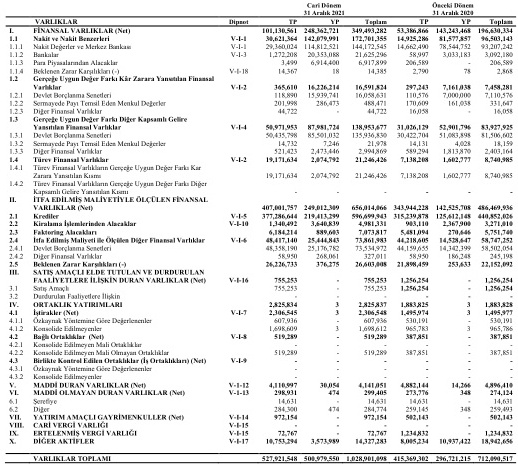 Cari Dönem Önceki Dönem
31 Aralık 2021 31 Aralık 2020
VARLIKLAR Dipnot TP YP Toplam TP YP Toplam
I. FİNANSAL VARLIKLAR (Net) 101,130,561 248,362,721 349,493,282 53,386,866 143,243,468 196,630,334
1.1 Nakit ve Nakit Benzerleri V-I-1 30,621,364 142,079,991 172,701,355 14,925,286 81,577,857 96,503,143
1.1.1 Nakit Değerler ve Merkez Bankası V-I-1 29,360,024 114,812,521 144,172,545 14,662,490 78,544,752 93,207,242
1.1.2 Bankalar V-I-3 1,272,208 20,353,088 21,625,296 58,997 3,033,183 3,092,180
1.1.3 Para Piyasalarından Alacaklar 3,499 6,914,400 6,917,899 206,589 - 206,589
1.1.4 Beklenen Zarar Karşılıkları (-) V-I-18 14,367 18 14,385 2,790 78 2,868
1.2 Gerçeğe Uygun Değer Farkı Kâr Zarara Yansıtılan Finansal
Varlıklar V-I-2 365,610 16,226,214 16,591,824 297,243 7,161,038 7,458,281
1.2.1 Devlet Borçlanma Senetleri 118,890 15,939,741 16,058,631 110,576 7,000,000 7,110,576
1.2.2 Sermayede Payı Temsil Eden Menkul Değerler 201,998 286,473 488,471 170,609 161,038 331,647
1.2.3 Diğer Finansal Varlıklar 44,722 - 44,722 16,058 - 16,058
1.3 Gerçeğe Uygun Değer Farkı Diğer Kapsamlı Gelire
Yansıtılan Finansal Varlıklar V-I-4 50,971,953 87,981,724 138,953,677 31,026,129 52,901,796 83,927,925
1.3.1 Devlet Borçlanma Senetleri 50,435,798 85,501,032 135,936,830 30,422,704 51,083,898 81,506,602
1.3.2 Sermayede Payı Temsil Eden Menkul Değerler 14,732 7,246 21,978 14,131 4,028 18,159
1.3.3 Diğer Finansal Varlıklar 521,423 2,473,446 2,994,869 589,294 1,813,870 2,403,164
1.4 Türev Finansal Varlıklar V-I-2 19,171,634 2,074,792 21,246,426 7,138,208 1,602,777 8,740,985
1.4.1 Türev Finansal Varlıkların Gerçeğe Uygun Değer Farkı Kar
Zarara Yansıtılan Kısmı 19,171,634 2,074,792 21,246,426 7,138,208 1,602,777 8,740,985
1.4.2 Türev Finansal Varlıkların Gerçeğe Uygun Değer Farkı Diğer
Kapsamlı Gelire Yansıtılan Kısmı - - - - - -
II. İTFA EDİLMİŞ MALİYETİYLE ÖLÇÜLEN FİNANSAL
VARLIKLAR (Net) 407,001,757 249,012,309 656,014,066 343,944,228 142,525,708 486,469,936
2.1 Krediler V-I-5 377,286,644 219,413,299 596,699,943 315,239,878 125,612,148 440,852,026
2.2 Kiralama İşlemlerinden Alacaklar V-I-10 1,340,492 3,640,839 4,981,331 903,110 2,367,900 3,271,010
2.3 Faktoring Alacakları 6,184,214 889,603 7,073,817 5,481,094 270,646 5,751,740
2.4 İtfa Edilmiş Maliyeti ile Ölçülen Diğer Finansal Varlıklar V-I-6 48,417,140 25,444,843 73,861,983 44,218,605 14,528,647 58,747,252
2.4.1 Devlet Borçlanma Senetleri 48,358,190 25,176,782 73,534,972 44,159,655 14,342,399 58,502,054
2.4.2 Diğer Finansal Varlıklar 58,950 268,061 327,011 58,950 186,248 245,198
2.5 Beklenen Zarar Karşılıkları (-) V-I-5 26,226,733 376,275 26,603,008 21,898,459 253,633 22,152,092
III. SATIŞ AMAÇLI ELDE TUTULAN VE DURDURULAN
FAALİYETLERE İLİŞKİN DURAN VARLIKLAR (Net) V-I-16 755,253 - 755,253 1,256,254 - 1,256,254
3.1 Satış Amaçlı 755,253 - 755,253 1,256,254 - 1,256,254
3.2 Durdurulan Faaliyetlere İlişkin - - - - - -
IV. ORTAKLIK YATIRIMLARI 2,825,834 3 2,825,837 1,883,825 3 1,883,828
4.1 İştirakler (Net) V-I-7 2,306,545 3 2,306,548 1,495,974 3 1,495,977
4.1.1 Özkaynak Yöntemine Göre Değerlenenler 607,936 - 607,936 530,191 - 530,191
4.1.2 Konsolide Edilmeyenler 1,698,609 3 1,698,612 965,783 3 965,786
4.2 Bağlı Ortaklıklar (Net) V-I-8 519,289 - 519,289 387,851 - 387,851
4.2.1 Konsolide Edilmeyen Mali Ortaklıklar - - - - - -
4.2.2 Konsolide Edilmeyen Mali Olmayan Ortaklıklar 519,289 - 519,289 387,851 - 387,851
4.3 Birlikte Kontrol Edilen Ortaklıklar (İş Ortaklıkları) (Net) V-I-9 - - - - - -
4.3.1 Özkaynak Yöntemine Göre Değerlenenler - - - - - -
4.3.2 Konsolide Edilmeyenler - - - - - -
V. MADDİ DURAN VARLIKLAR (Net) V-I-12 4,110,997 30,054 4,141,051 4,882,144 14,266 4,896,410
VI. MADDİ OLMAYAN DURAN VARLIKLAR (Net) V-I-13 298,931 474 299,405 273,776 348 274,124
6.1 Şerefiye 14,631 - 14,631 14,631 - 14,631
6.2 Diğer 284,300 474 284,774 259,145 348 259,493
VII. YATIRIM AMAÇLI GAYRİMENKULLER (Net) V-I-14 972,154 - 972,154 502,143 - 502,143
VIII. CARİ VERGİ VARLIĞI V-I-15 - - - - - -
IX. ERTELENMİŞ VERGİ VARLIĞI V-I-15 72,767 - 72,767 1,234,832 - 1,234,832
X. DİĞER AKTİFLER V-I-17 10,753,294 3,573,989 14,327,283 8,005,234 10,937,422 18,942,656
VARLIKLAR TOPLAMI 527,921,548 500,979,550 1,028,901,098 415,369,302 296,721,215 712,090,517